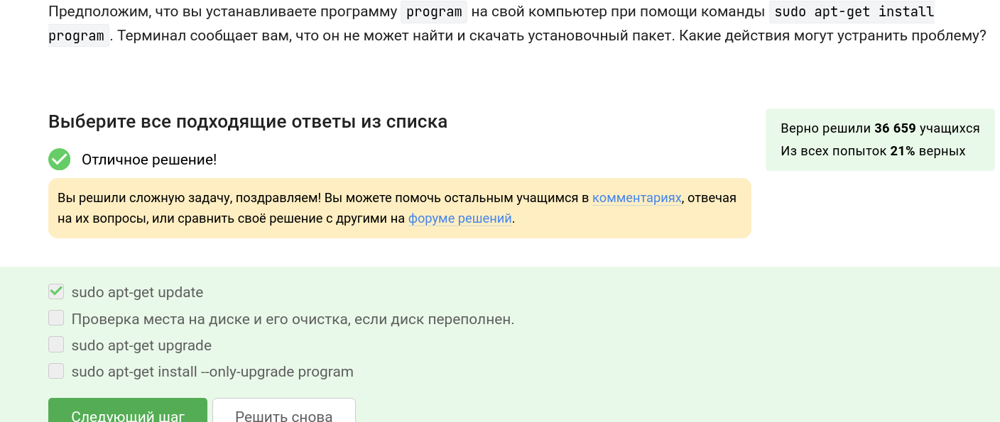 Предположим, что вы устанавливаете программу program на свой компьютер при помощи команды sudo apt-get install
program. Терминал сообщает вам, что он не может найти и скачать установочный пакет. Какие действия могут устранить проблему?
Выберите все подходящие ответы из списка
Верно решили 36 659 учащихся
Из всех попыток 21% верных
Отличное решение!
Вы решили сложную задачу, поздравляем! Вы можете помочь остальным учащимся в комментариях, отвечая
на их вопросы, или сравнить своё решение с другими на форуме решений.
sudo apt-get update
Проверка места на диске и его очистка, если диск переполнен.
sudo apt-get upgrade
sudo apt-get install --only-upgrade program
Следующий шаг
Решить снова